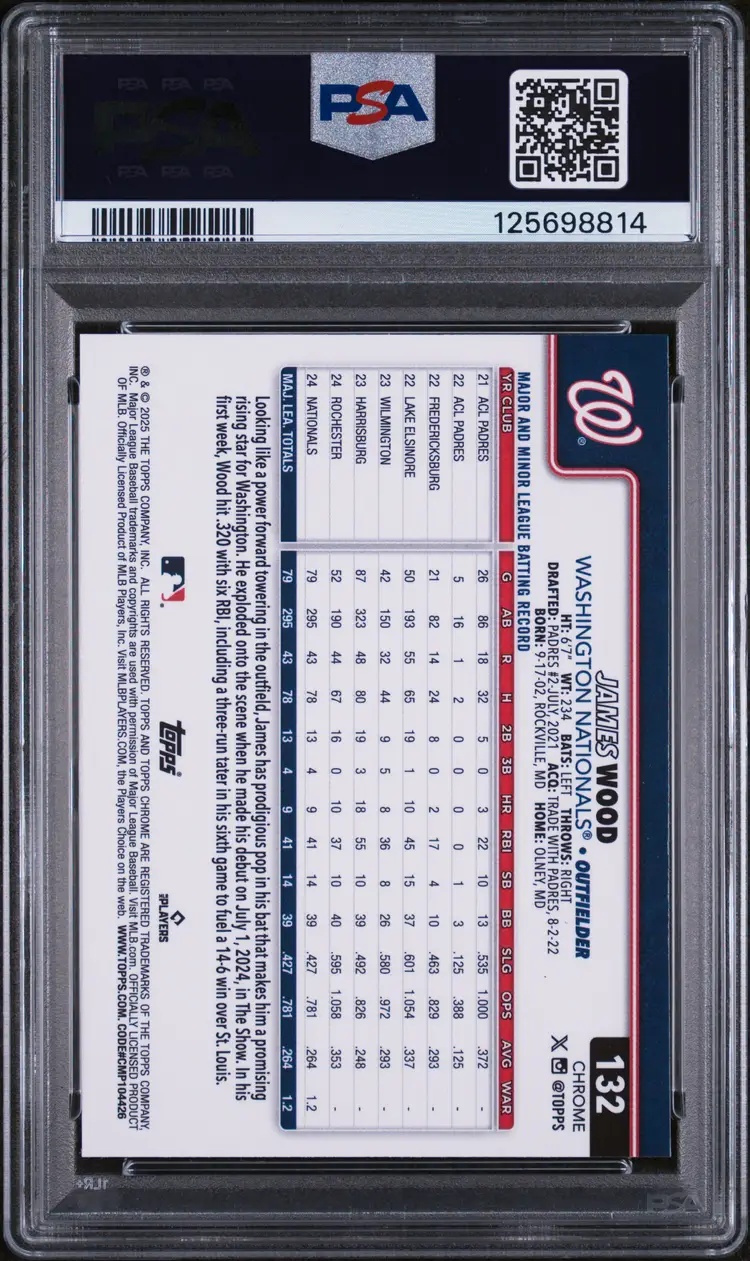 PSA PSA PSA
PSA
PSA PSA PSA
PSA
125698814
132
CHROME
@TOPPS
W
JAMES WOOD
WASHINGTON NATIONALS® • OUTFIELDER
HT: 6'7" WT: 234 BATS: LEFT THROWS: RIGHT
DRAFTED: PADRES #2-JULY, 2021 ACQ: TRADE WITH PADRES, 8-2-22
BORN: 9-17-02, ROCKVILLE, MD HOME: OLNEY, MD
MAJOR AND MINOR LEAGUE BATTING RECORD
YR CLUB G AB R H 2B 3B HR RBI SB BB SLG OPS AVG WAR
21 ACL PADRES 26 86 18 32 5 0 3 22 10 13 .535 1.000 .372 -
22 ACL PADRES 5 16 1 2 0 0 0 0 1 3 .125 .388 .125 -
22 FREDERICKSBURG 21 82 14 24 8 0 2 17 4 10 .463 .829 .293 -
22 LAKE ELSINORE 50 193 55 65 19 1 10 45 15 37 .601 1.054 .337 -
23 WILMINGTON 42 150 32 44 9 5 8 36 8 26 .580 .972 .293 -
23 HARRISBURG 87 323 48 80 19 3 18 55 10 39 .492 .826 .248 -
24 ROCHESTER 52 190 44 67 16 0 10 37 10 40 .595 1.058 .353 -
24 NATIONALS 79 295 43 78 13 4 9 41 14 39 .427 .781 .264 1.2
MAJ. LEA. TOTALS 79 295 43 78 13 4 9 41 14 39 .427 .781 .264 1.2
Looking like a power forward towering in the outfield, James has prodigious pop in his bat that makes him a promising
rising star for Washington. He exploded onto the scene when he made his debut on July 1, 2024, in The Show. In his
first week, Wood hit .320 with six RBI, including a three-run tater in his sixth game to fuel a 14-6 win over St. Louis.
topps
PLAYERS
® & © 2025 THE TOPPS COMPANY, INC. ALL RIGHTS RESERVED. TOPPS AND TOPPS CHROME ARE REGISTERED TRADEMARKS OF THE TOPPS COMPANY,
INC. Major League Baseball trademarks and copyrights are used with permission of Major League Baseball. Visit MLB.com. OFFICIALLY LICENSED PRODUCT
OF MLB. Officially Licensed Product of MLB Players, Inc. Visit MLBPLAYERS.COM, the Players Choice on the web. WWW.TOPPS.COM. CODE#CMP104426
PSA